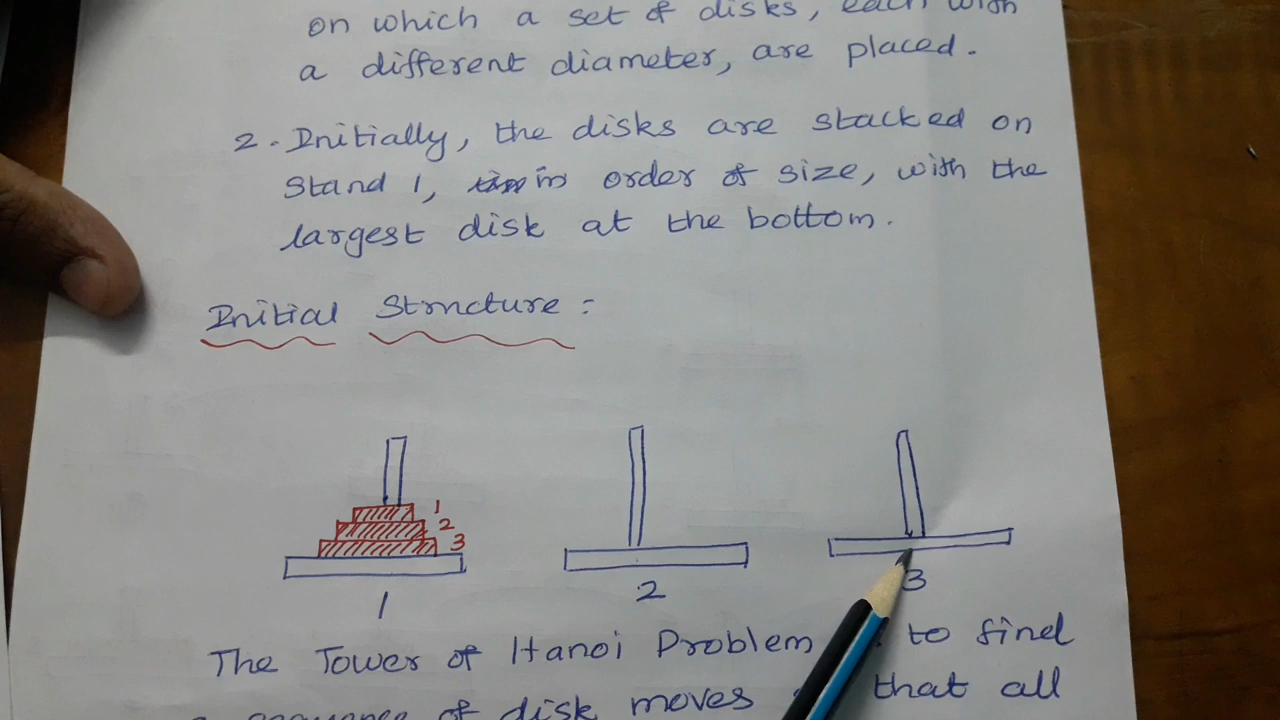 on which a set of disks, each with
a different diameter, are placed.
2. Initially, the disks are stacked on
stand 1, in order of size, with the
largest disk at the bottom.
Initial Structure :
1
2
3
1 2 3
The Tower of Hanoi Problem to find
of disk moves that all